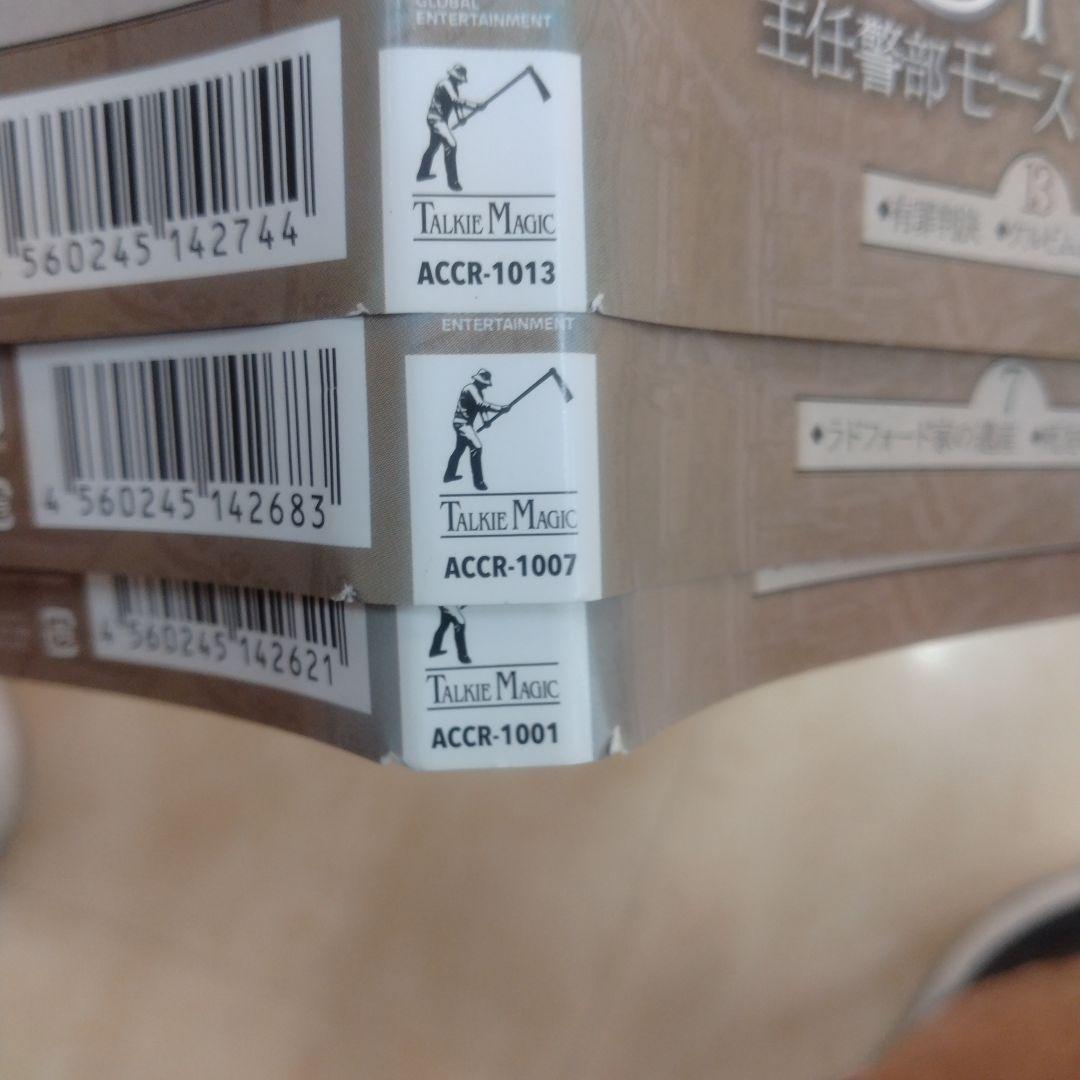 GLOBAL
ENTERTAINMENT
主任警部モース
13
◆有罪判決
560245 142744
TALKIE MAGIC
ACCR-1013
ENTERTAINMENT
7
◆ラドフォード家の遺産
4 560245 142683
TALKIE MAGIC
ACCR-1007
4 560245 142621
TALKIE MAGIC
ACCR-1001